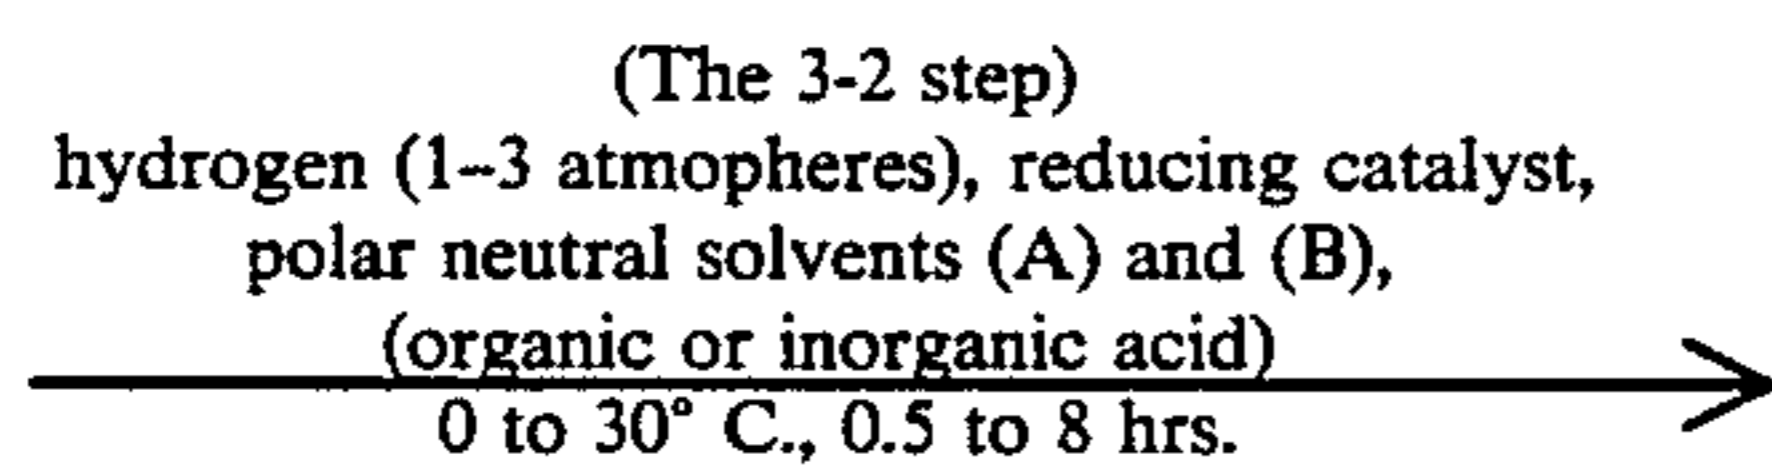 (The 3-2 step)
hydrogen (1–3 atmopheres), reducing catalyst,
polar neutral solvents (A) and (B),
(organic or inorganic acid)
0 to 30° C., 0.5 to 8 hrs.